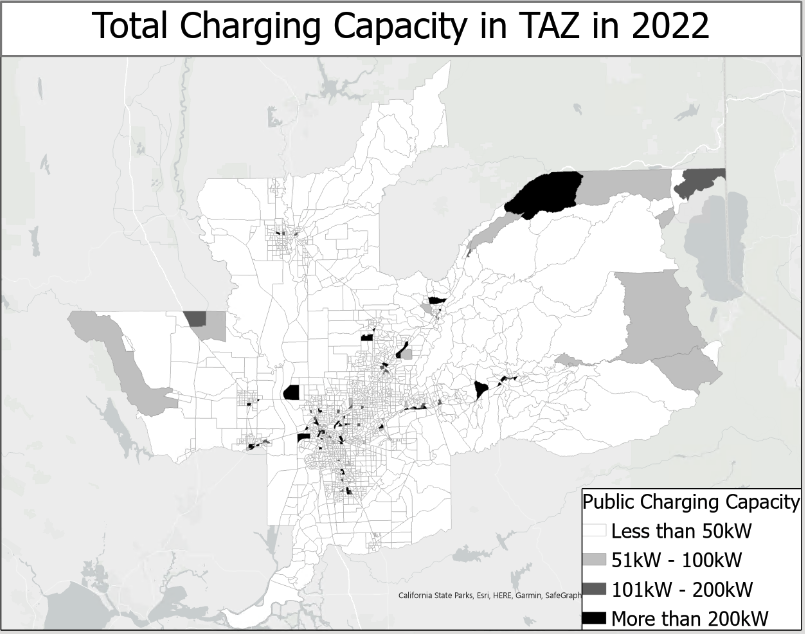 Total Charging Capacity in TAZ in 2022
California State Parks, Esri, HERE, Garmin, SafeGraph
Public Charging Capacity
Less than 50kW
51kW - 100kW
101kW - 200kW
More than 200kW